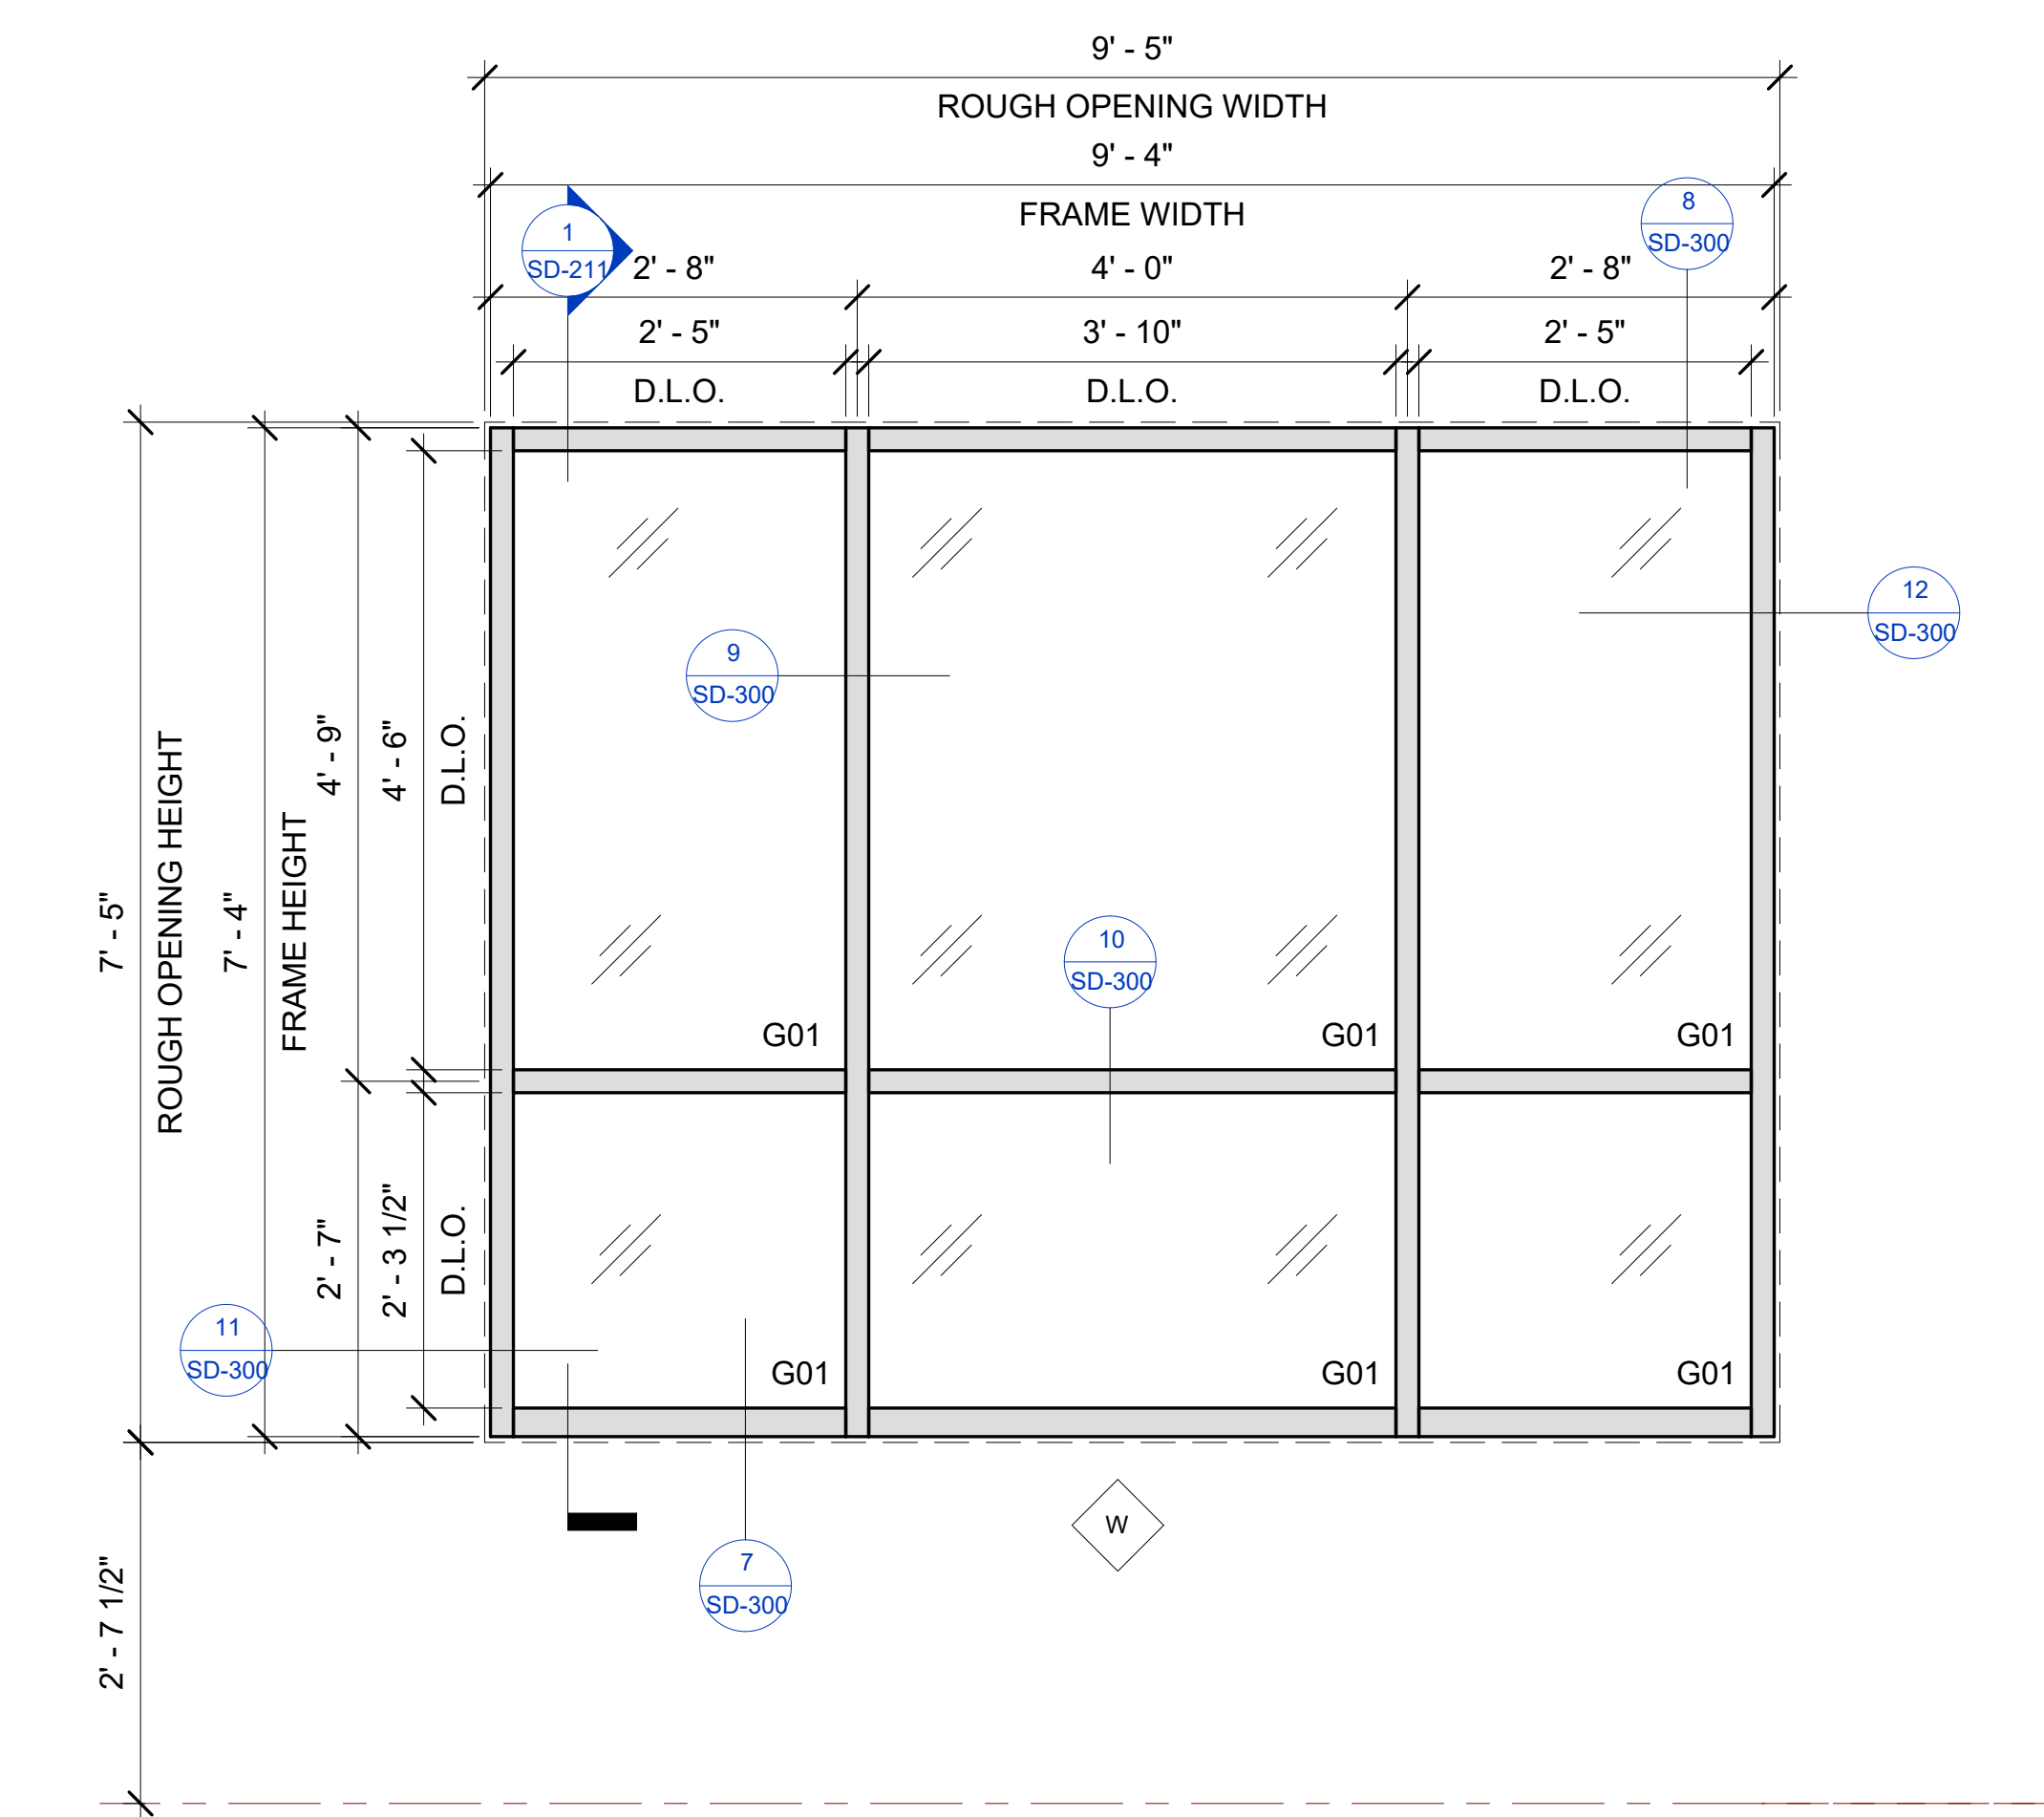 9' - 5"
ROUGH OPENING WIDTH
9' - 4"
FRAME WIDTH
1
SD-211
8
SD-300
2' - 8"
4' - 0"
2' - 8"
2' - 5"
3' - 10"
2' - 5"
D.L.O.
D.L.O.
D.L.O.
12
SD-300
9
SD-300
7' - 5"
ROUGH OPENING HEIGHT
7' - 4"
FRAME HEIGHT
4' - 9"
4' - 6"
D.L.O.
10
SD-300
G01
G01
G01
2' - 7"
2' - 3 1/2"
D.L.O.
11
SD-300
G01
G01
G01
W
7
SD-300
2' - 7 1/2"